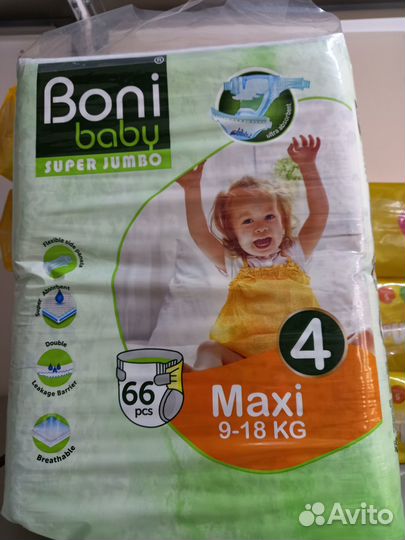 Boni®
baby
SUPER JUMBO
ultra absorbent
Flexible side panels
Super Absorbent
Double
Leakage Barrier
Breathable
66
pcs
4
Maxi
9-18 KG
Avito